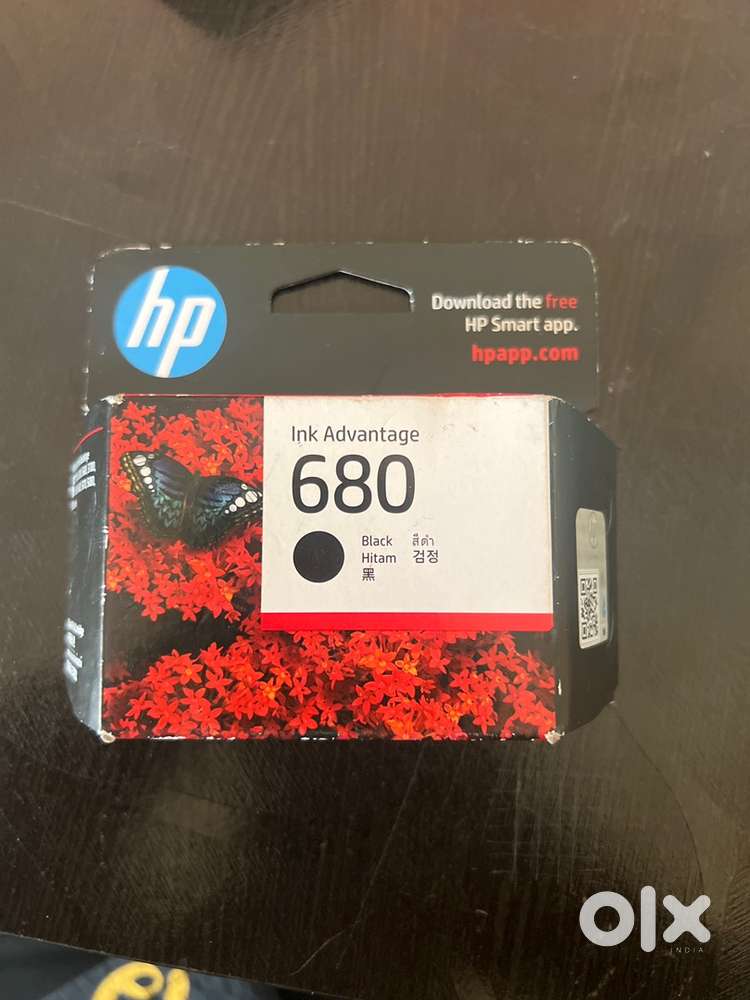 hp
Download the free
HP Smart app.
hpapp.com
Ink Advantage
680
Black สีดำ
Hitam 검정
黑
olx
INDIA